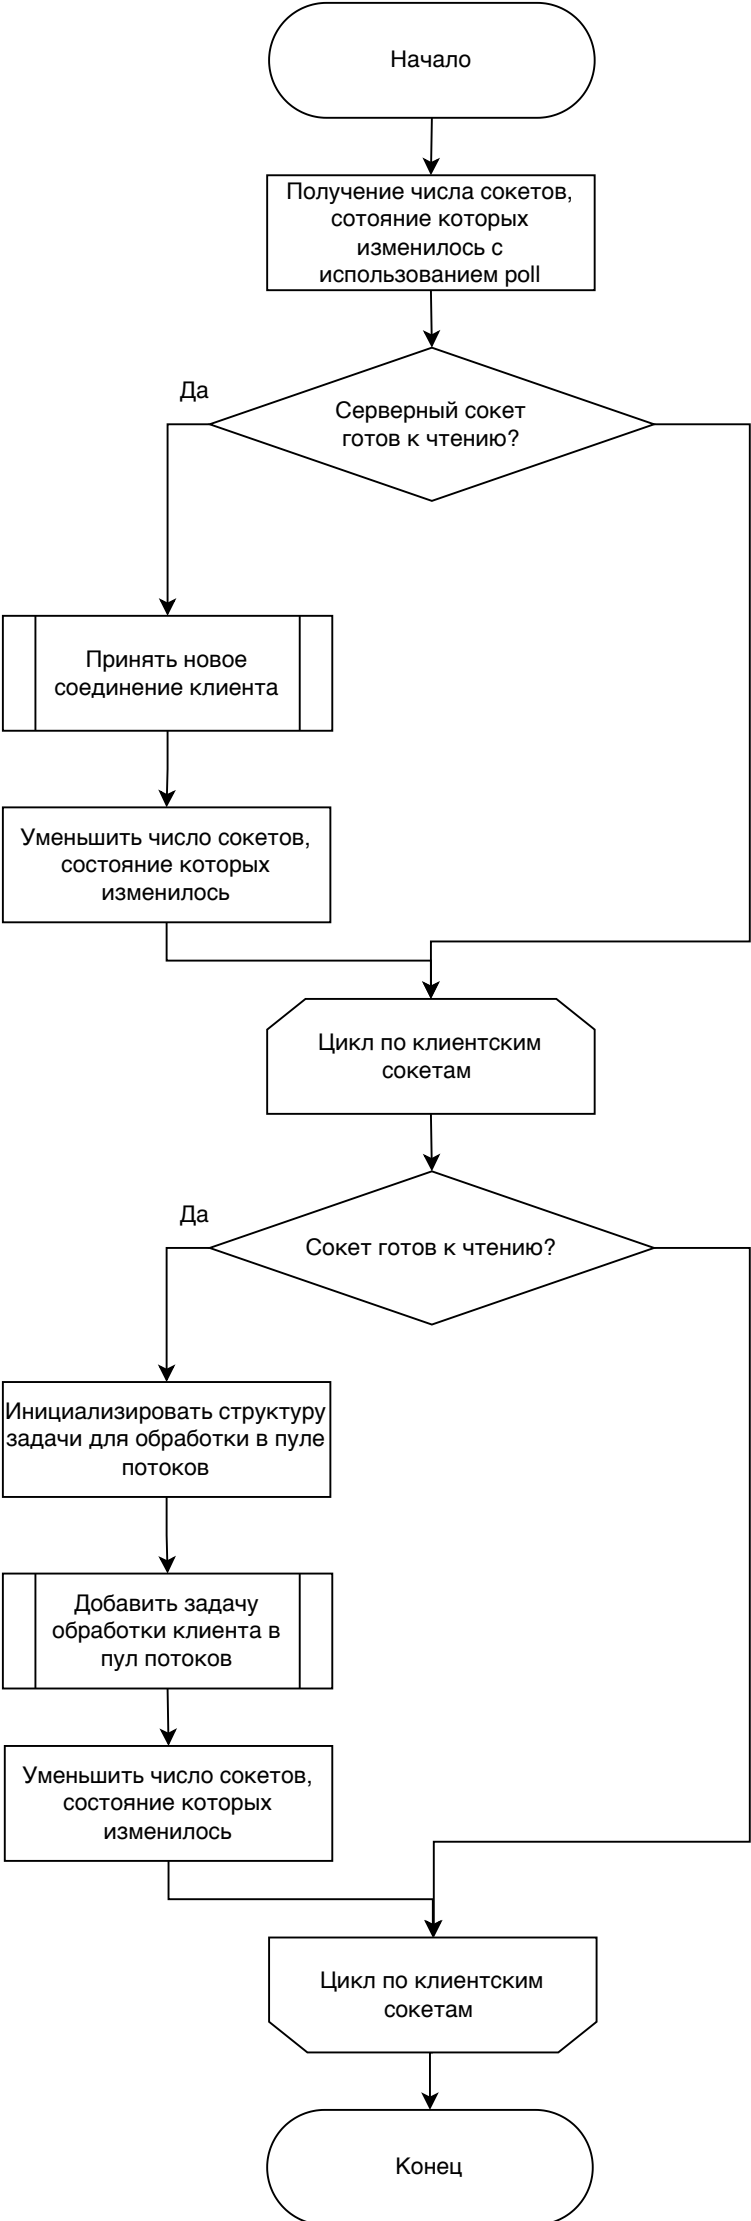 Начало
Получение числа сокетов,
сотояние которых
изменилось с
использованием poll
Да
Серверный сокет
готов к чтению?
Принять новое
соединение клиента
Уменьшить число сокетов,
состояние которых
изменилось
Цикл по клиентским
сокетам
Да
Сокет готов к чтению?
Инициализировать структуру
задачи для обработки в пуле
потоков
Добавить задачу
обработки клиента в
пул потоков
Уменьшить число сокетов,
состояние которых
изменилось
Цикл по клиентским
сокетам
Конец